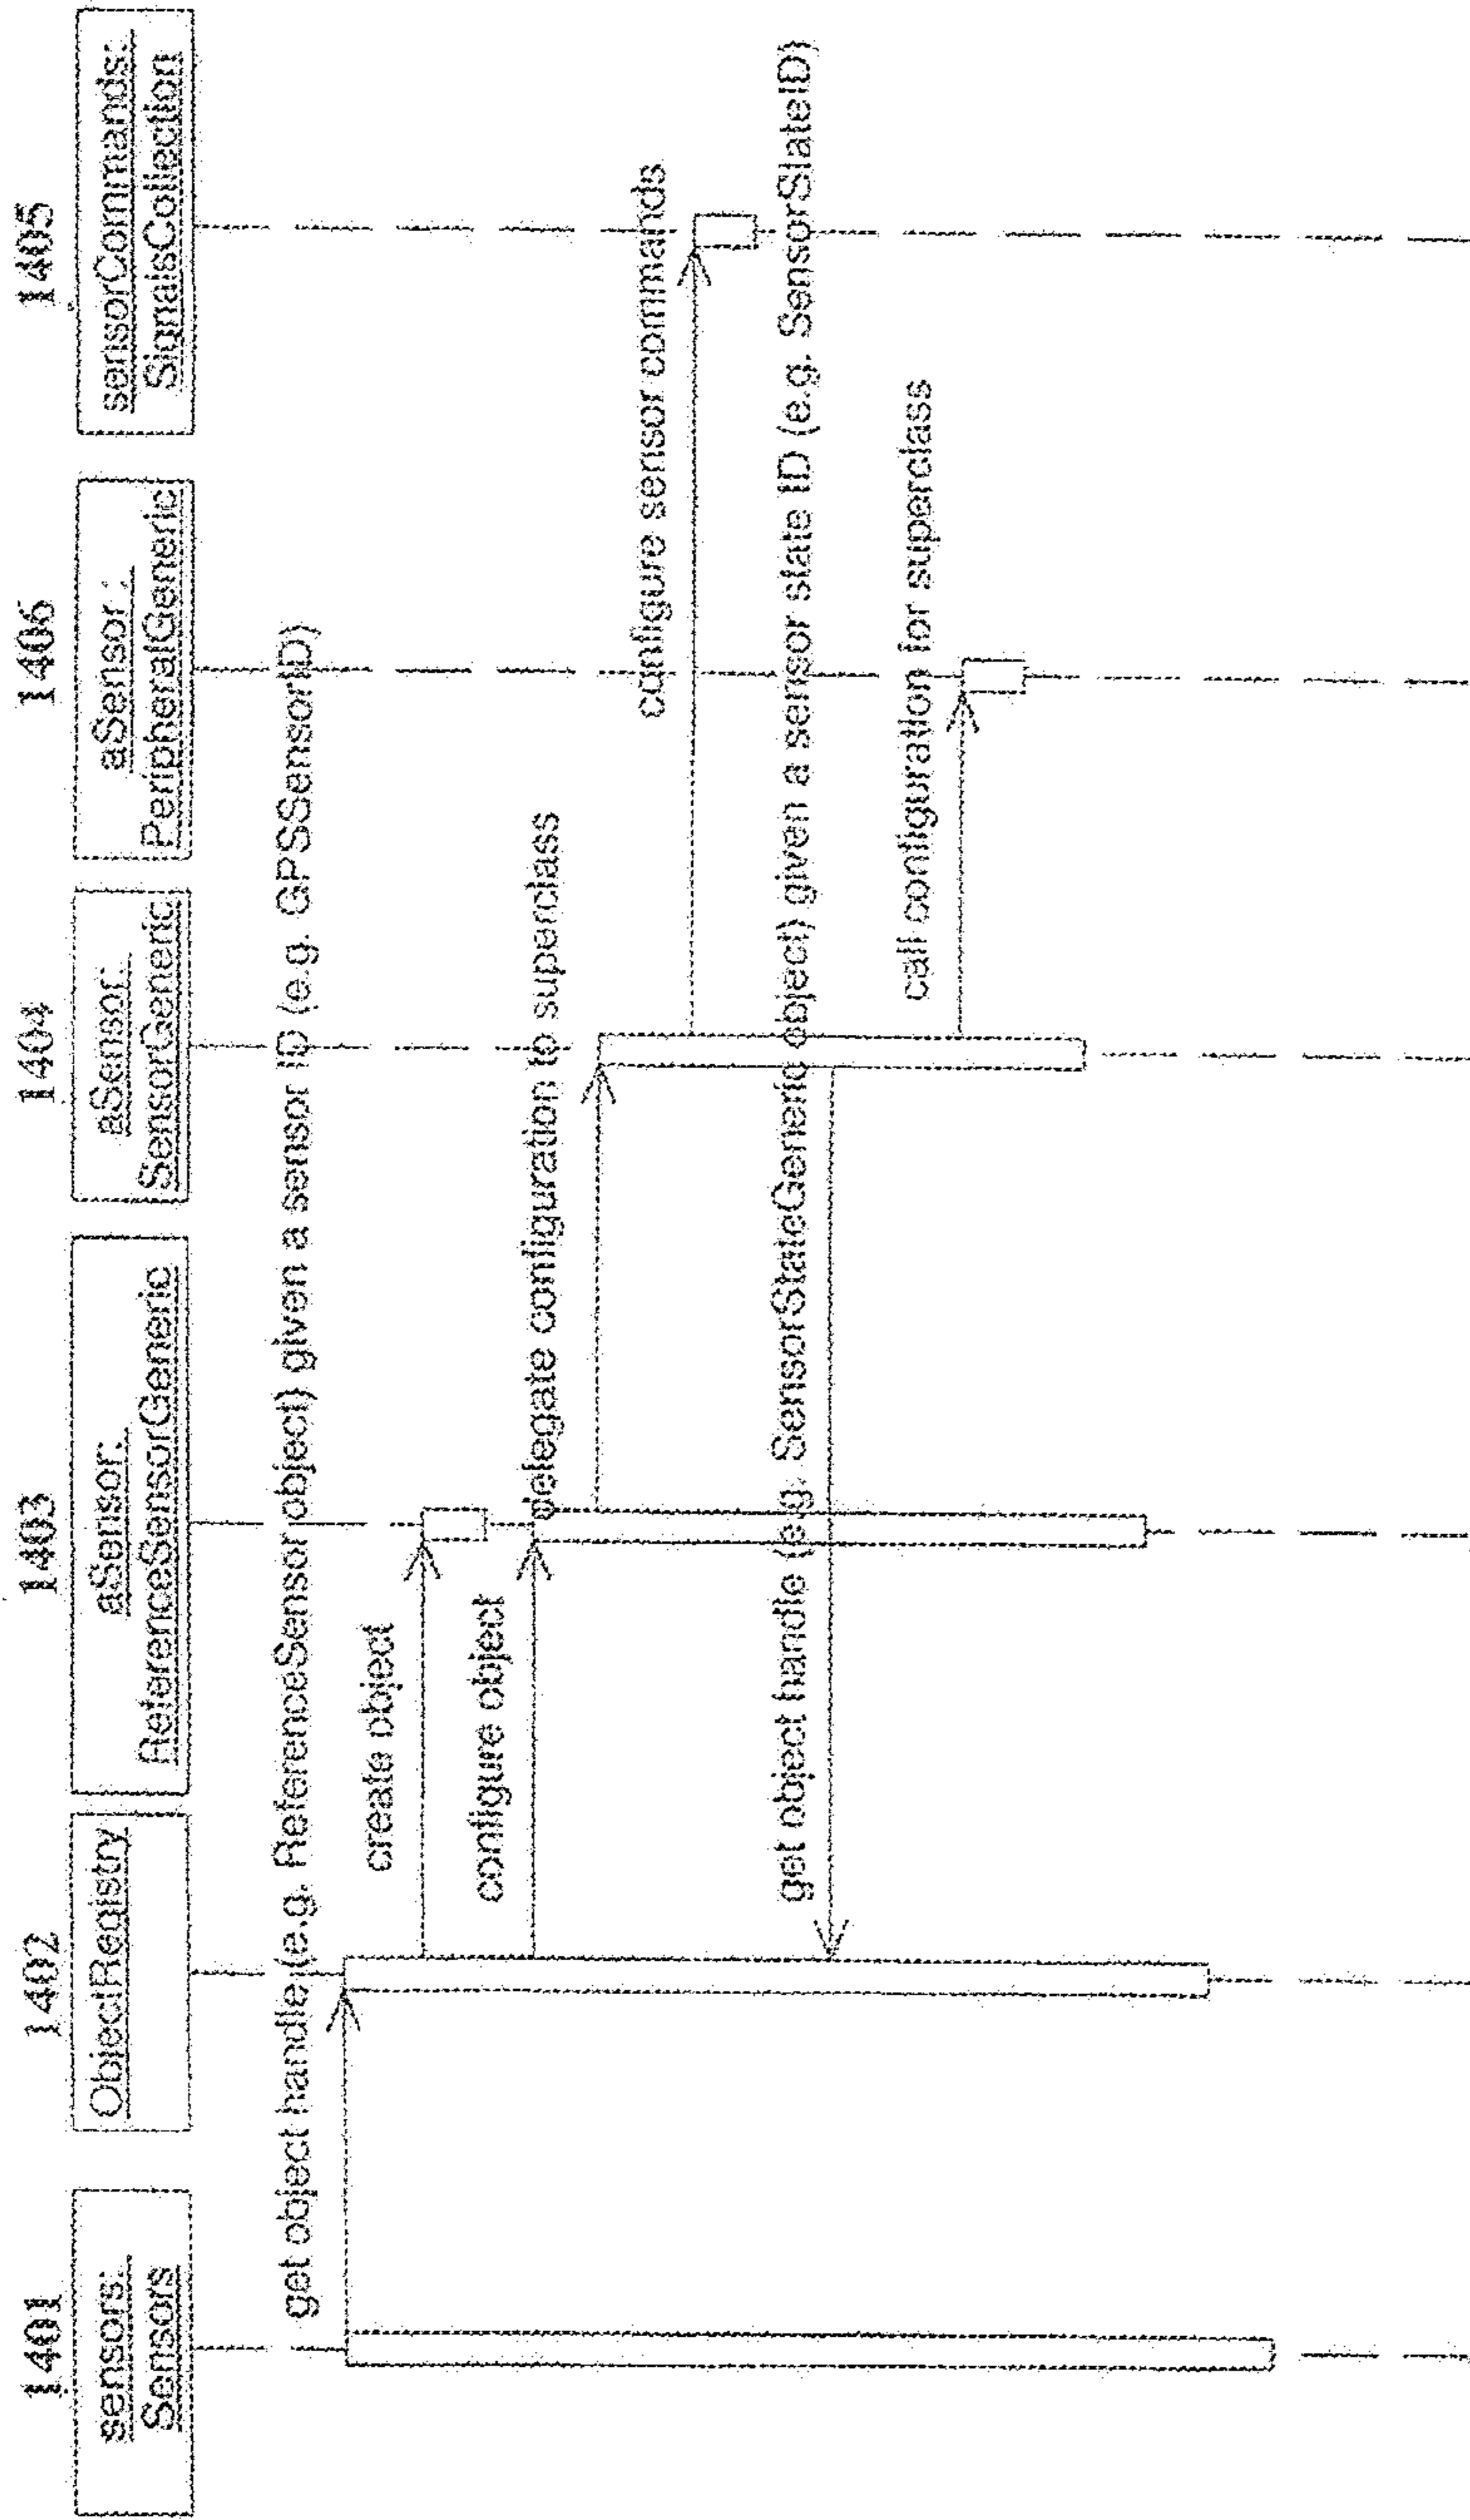 1401
sensors:
Sensors
1402
ObjectRegistry
1403
aSensor:
ReferenceSensorGeneric
1404
aSensor:
SensorGeneric
1406
aSensor :
PeripheralGeneric
1405
sensorCommands:
SignalsCollection
get object handle (e.g. ReferenceSensor object) given a sensor ID (e.g. GPSSensorID)
create object
configure object
delegate configuration to superclass
configure sensor commands
get object handle (e.g. SensorStateGeneric object) given a sensor state ID (e.g. SensorStateID)
call configuration for superclass